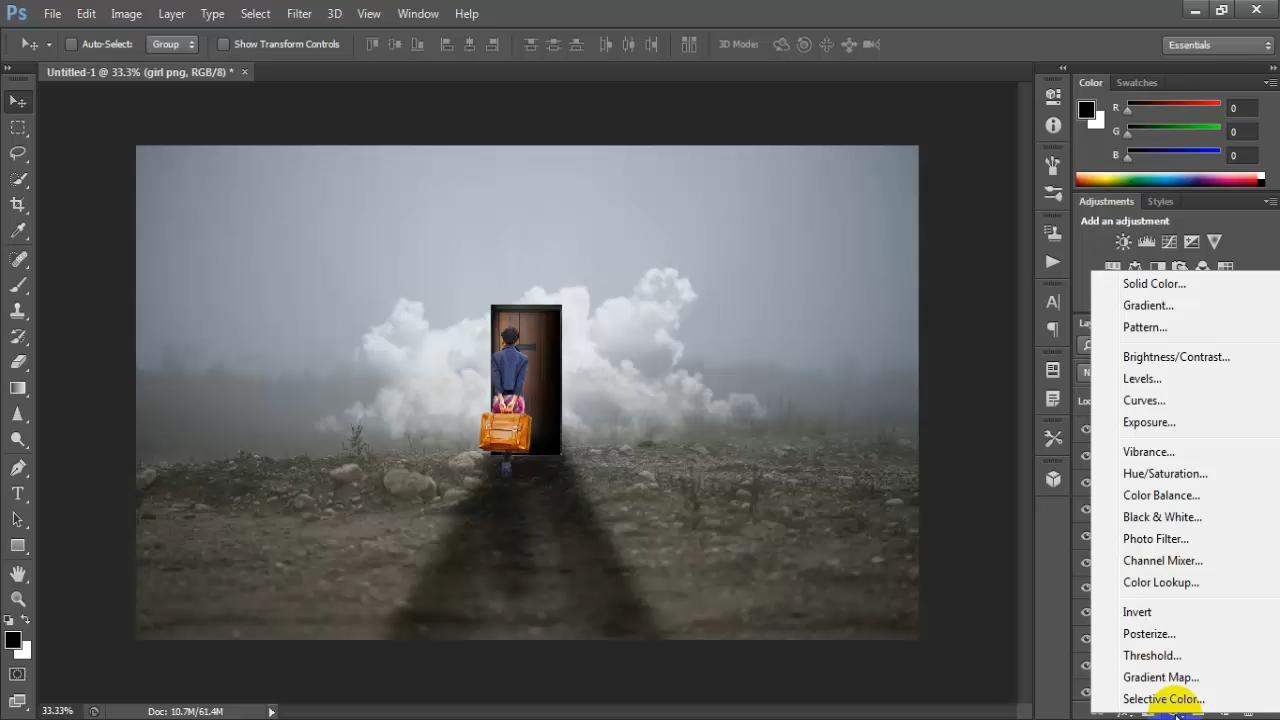 Ps File Edit Image Layer Type Select Filter 3D View Window Help
Auto-Select: Group Show Transform Controls 3D Mode: Essentials
Untitled-1 @ 33.3% (girl png, RGB/8) * ×
Color Swatches
R 0
G 0
B 0
Adjustments Styles
Add an adjustment
Solid Color...
Gradient...
Pattern...
Brightness/Contrast...
Levels...
Curves...
Exposure...
Vibrance...
Hue/Saturation...
Color Balance...
Black & White...
Photo Filter...
Channel Mixer...
Color Lookup...
Invert
Posterize...
Threshold...
Gradient Map...
Selective Color...
33.33% Doc: 10.7M/61.4M